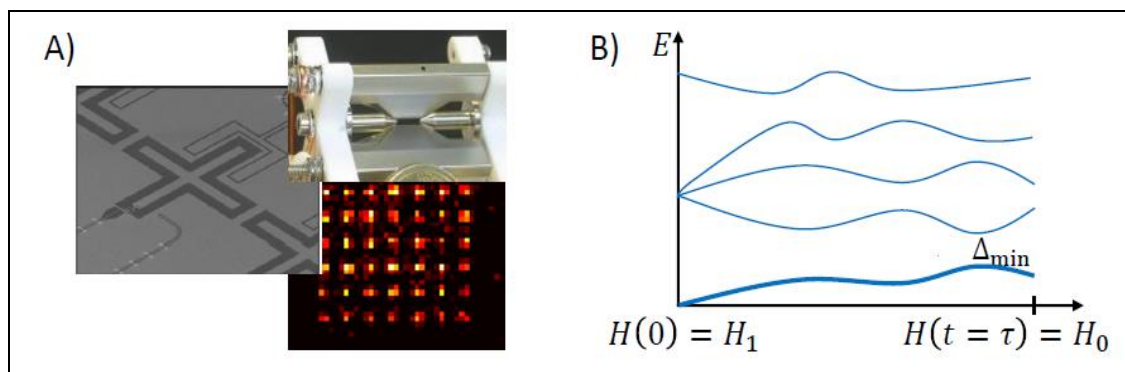 A)
B)
E
Δmin
H(0) = H1
H(t = τ) = H0